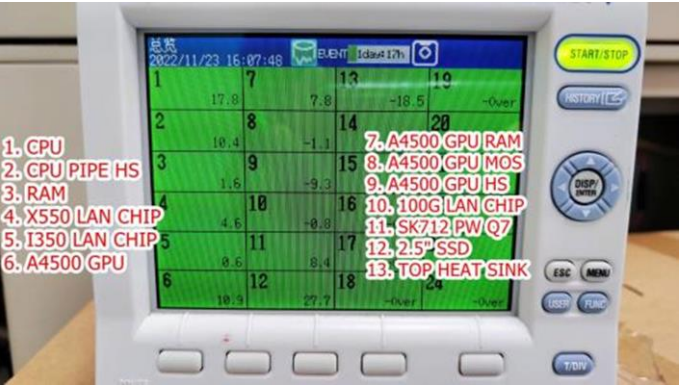 总览
2022/11/23 16:07:48 EVENT 1day 17h
START/STOP
HISTORY
1 17.8
7 7.8
13 -18.5
19 -Over
2 10.4
8 -1.1
14
20
3 1.6
9 -9.3
15
4 4.6
10 -0.8
16
5 0.6
11 8.4
17
6 10.9
12 27.7
18 -Over
24 -Over
1. CPU
2. CPU PIPE HS
3. RAM
4. X550 LAN CHIP
5. I350 LAN CHIP
6. A4500 GPU
7. A4500 GPU RAM
8. A4500 GPU MOS
9. A4500 GPU HS
10. 100G LAN CHIP
11. SK712 PW Q7
12. 2.5" SSD
13. TOP HEAT SINK
DISP/
ENTER
ESC MENU
USER FUNC
T/DIV